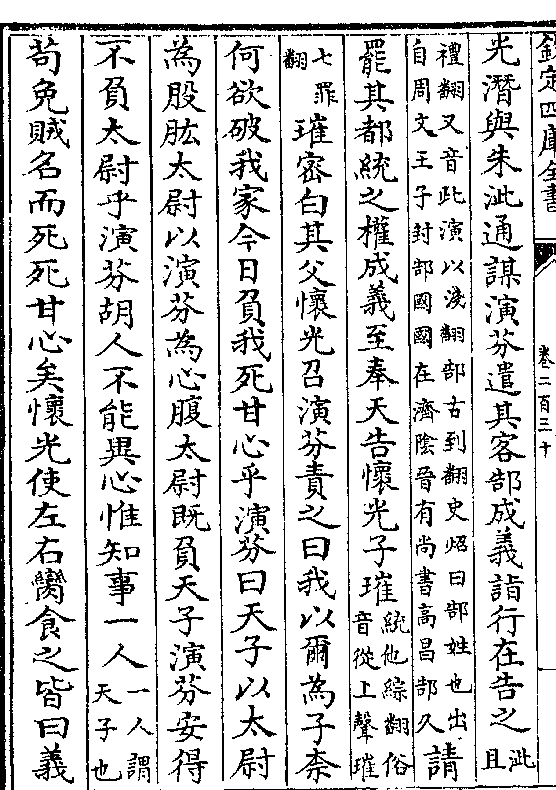 欽定四庫全書
卷二百三十
光潛與朱泚通謀演芬遣其客郜成義詣行在告之泚且
禮翻又音此演以淺翻郜古到翻史炤曰郜姓也出
自周文王子封郜國國在濟陰晉有尚書高昌郜久請
罷其都統之權成義至奉天告懷光子璀統他綜翻俗
音從上聲璀
七罪
翻璀密白其父懷光召演芬責之曰我以爾為子柰
何欲破我家今日負我死甘心乎演芬曰天子以太尉
為股肱太尉以演芬為心腹太尉既負天子演芬安得
不負太尉乎演芬胡人不能異心惟知事一人一人謂
天子也
苟免賊名而死死甘心矣懷光使左右臠食之皆曰義